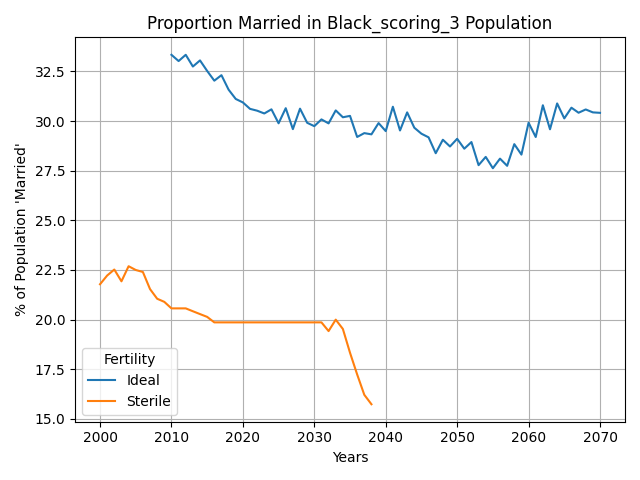 Proportion Married in Black_scoring_3 Population
% of Population 'Married'
32.5
30.0
27.5
25.0
22.5
20.0
17.5
15.0
Fertility
Ideal
Sterile
2000 2010 2020 2030 2040 2050 2060 2070
Years